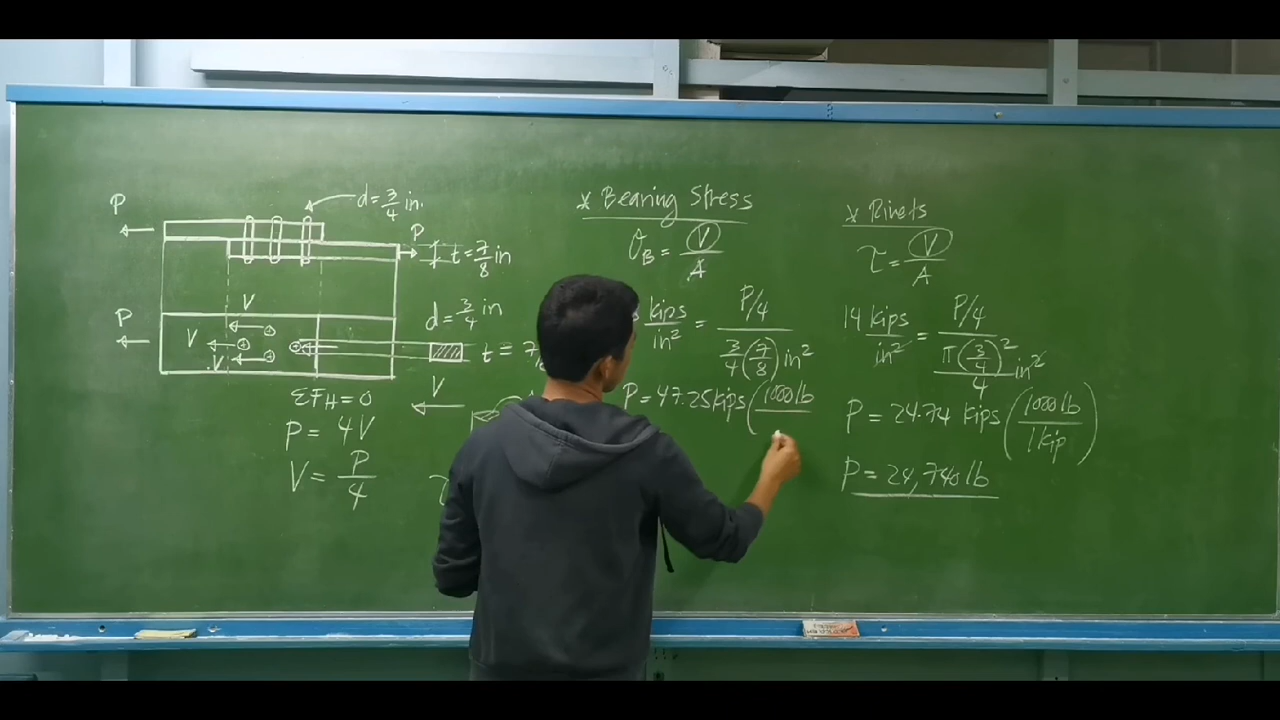 P
d = 3/4 in.
P
t = 7/8 in
P
V
V
V
d = 3/4 in
t = 7
V
ΣF_H = 0
P = 4V
V = P/4
* Bearing Stress
σ_B = V/A
kips/in² = P/4 / 3/4 (7/8) in²
P = 47.25 kips (1000 lb
* Rivets
τ = V/A
14 kips/in² = P/4 / π(3/4)²/4 in²
P = 24.74 kips (1000 lb / 1 kip)
P = 24,740 lb